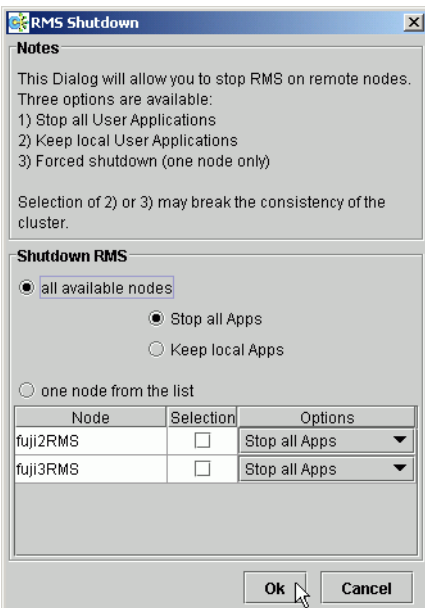 RMS Shutdown
Notes
This Dialog will allow you to stop RMS on remote nodes.
Three options are available:
1) Stop all User Applications
2) Keep local User Applications
3) Forced shutdown (one node only)
Selection of 2) or 3) may break the consistency of the
cluster.
Shutdown RMS
all available nodes
Stop all Apps
Keep local Apps
one node from the list
Node Selection Options
fuji2RMS Stop all Apps
fuji3RMS Stop all Apps
Ok Cancel